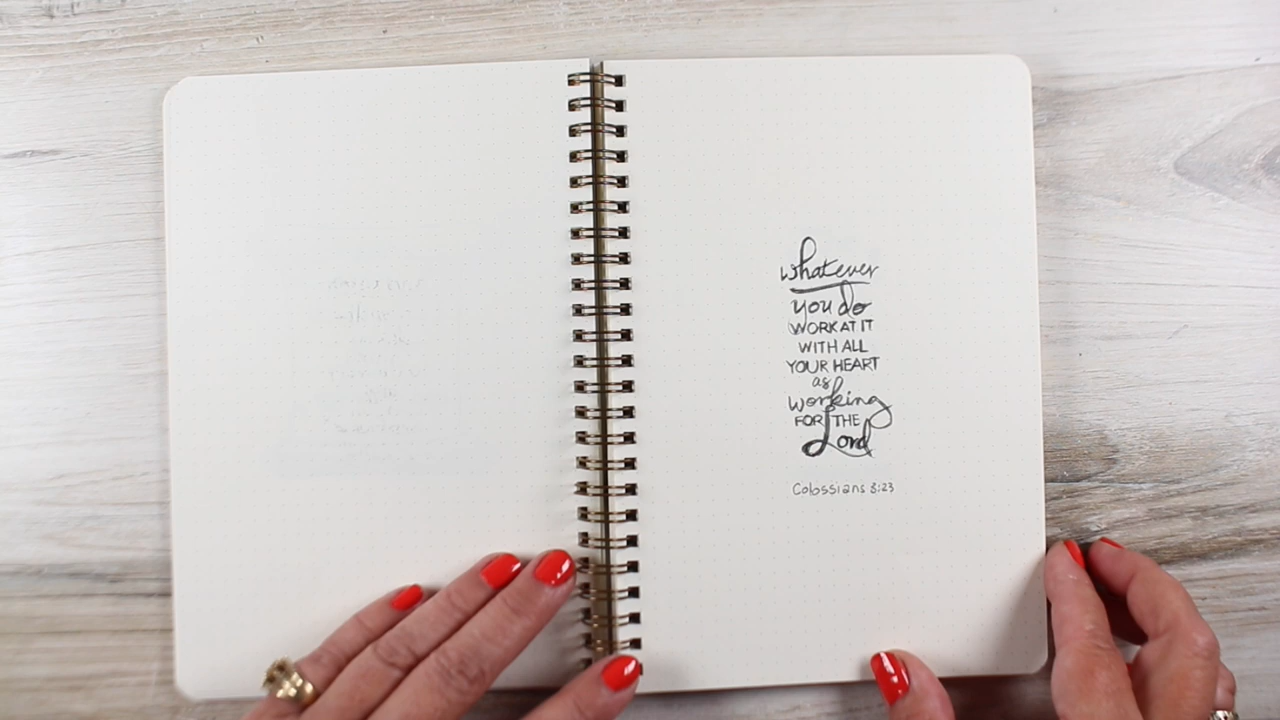 whatever
you do
WORK AT IT
WITH ALL
YOUR HEART
as
working
FOR THE
Lord
Colossians 3:23